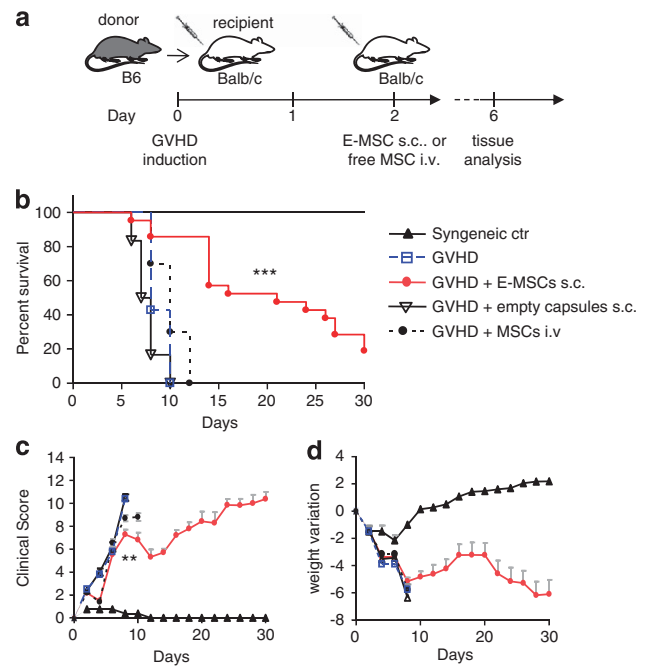 a
donor
recipient
B6
Balb/c
Balb/c
Day
0
1
2
6
GVHD induction
E-MSC s.c.. or free MSC i.v.
tissue analysis
b
Percent survival
100
80
60
40
20
0
***
0 5 10 15 20 25 30
Days
Syngeneic ctr
GVHD
GVHD + E-MSCs s.c.
GVHD + empty capsules s.c.
GVHD + MSCs i.v
c
Clinical Score
14
12
10
8
6
4
2
0
**
0 10 20 30
Days
d
weight variation
4
2
0
-2
-4
-6
-8
0 10 20 30
Days